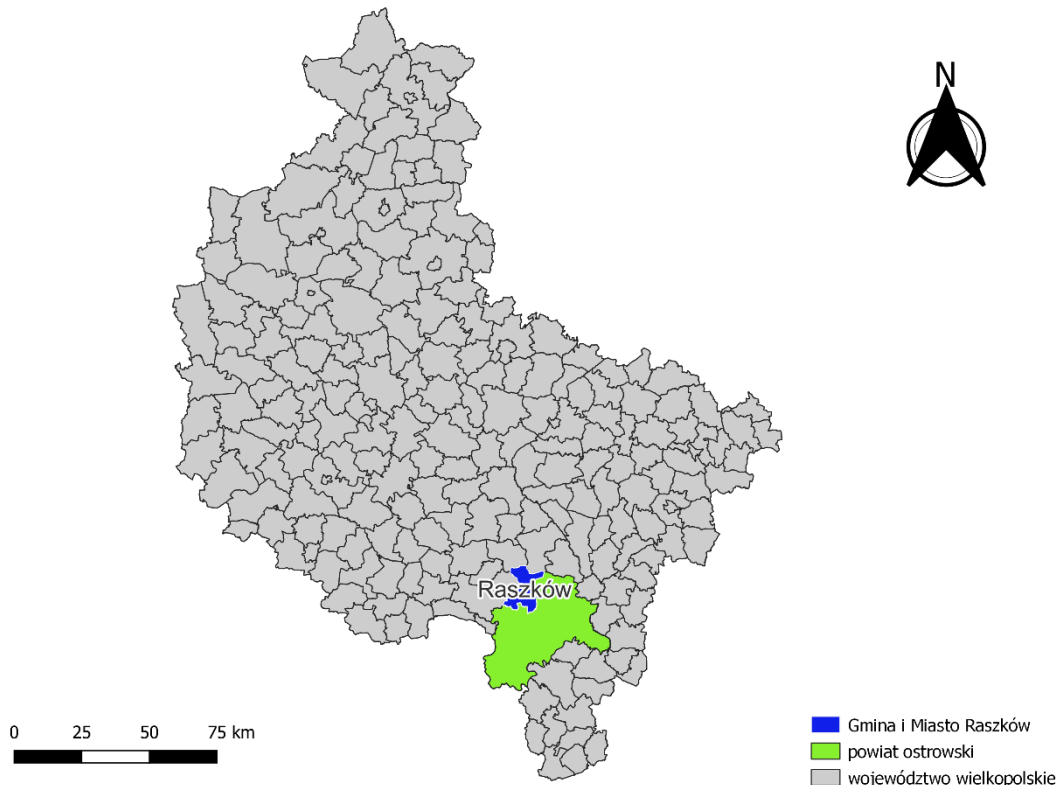 N
Raszków
0 25 50 75 km
Gmina i Miasto Raszków
powiat ostrowski
województwo wielkopolskie